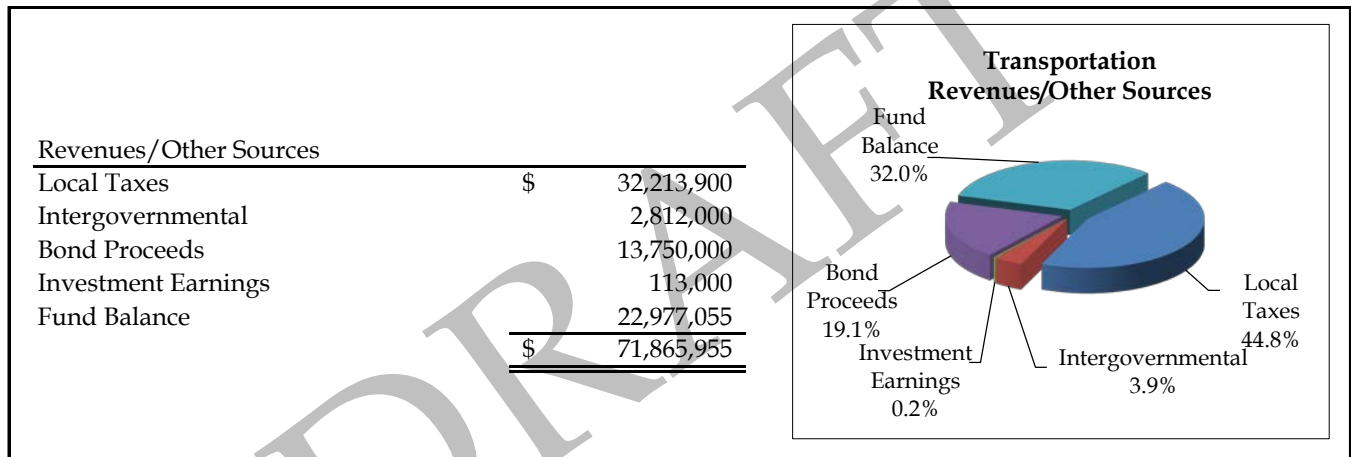 Revenues/Other Sources
Local Taxes $ 32,213,900
Intergovernmental 2,812,000
Bond Proceeds 13,750,000
Investment Earnings 113,000
Fund Balance 22,977,055
$ 71,865,955
Transportation
Revenues/Other Sources
Fund
Balance
32.0%
Bond
Proceeds
19.1%
Investment
Earnings
0.2%
Intergovernmental
3.9%
Local
Taxes
44.8%
DRAFT